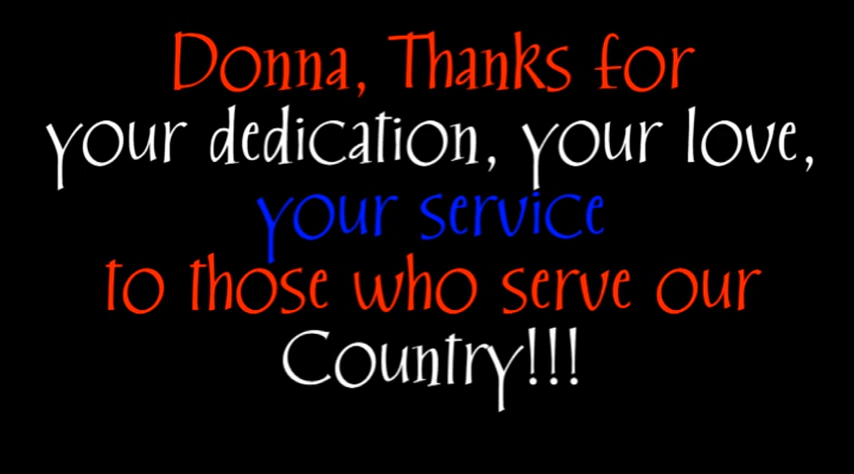 Donna, Thanks for
your dedication, your love,
your service
to those who serve our
Country!!!